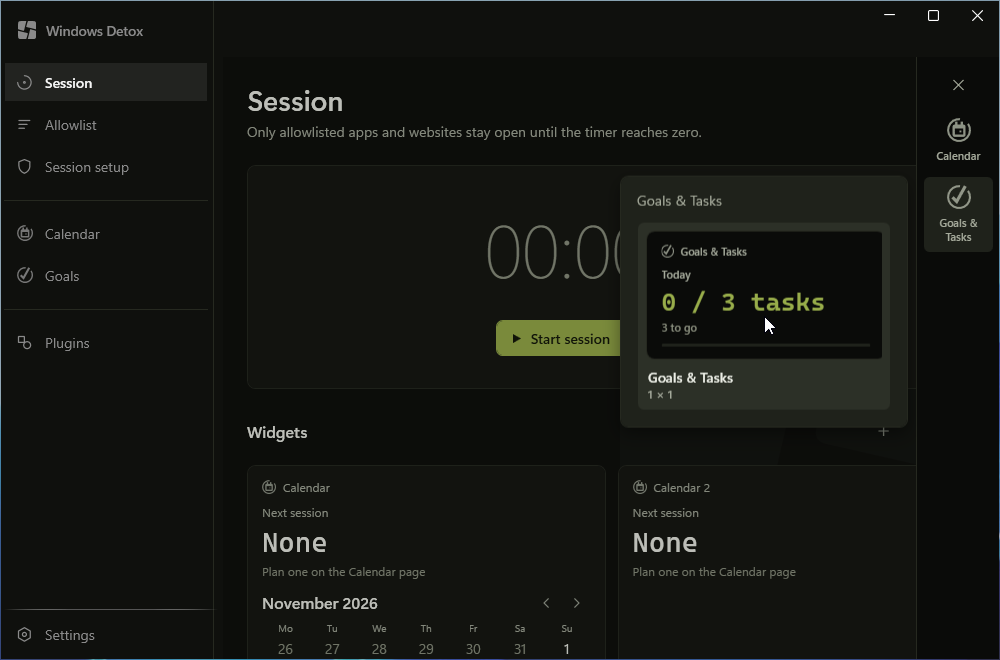 Windows Detox
Session
Allowlist
Session setup
Calendar
Goals
Plugins
Settings
Session
Only allowlisted apps and websites stay open until the timer reaches zero.
00:00
Start session
Widgets
+
Calendar
Next session
None
Plan one on the Calendar page
November 2026
Mo Tu We Th Fr Sa Su
26 27 28 29 30 31 1
Calendar 2
Next session
None
Plan one on the Calendar page
Goals & Tasks
Goals & Tasks
Today
0 / 3 tasks
3 to go
Goals & Tasks
1 × 1
Calendar
Goals &
Tasks